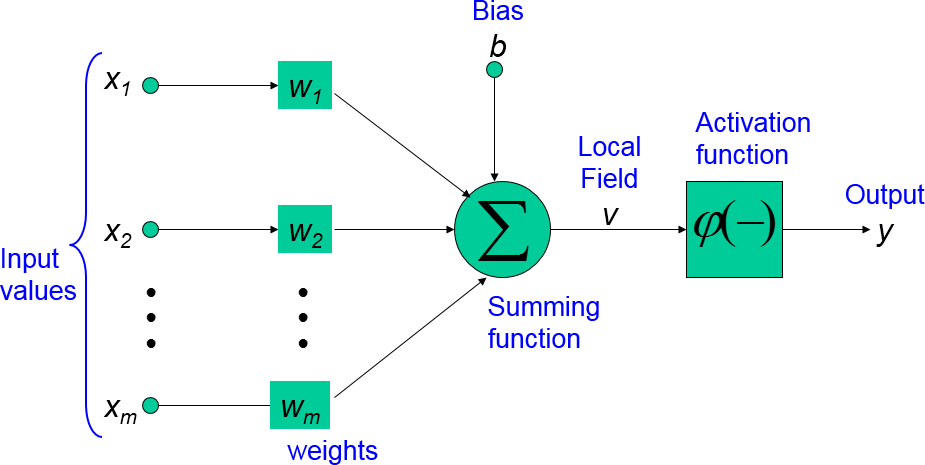 Bias
b
x1
w1
Activation
function
Local
Field
v
φ(−)
Output
y
x2
w2
∑
Input
values
Summing
function
xm
wm
weights